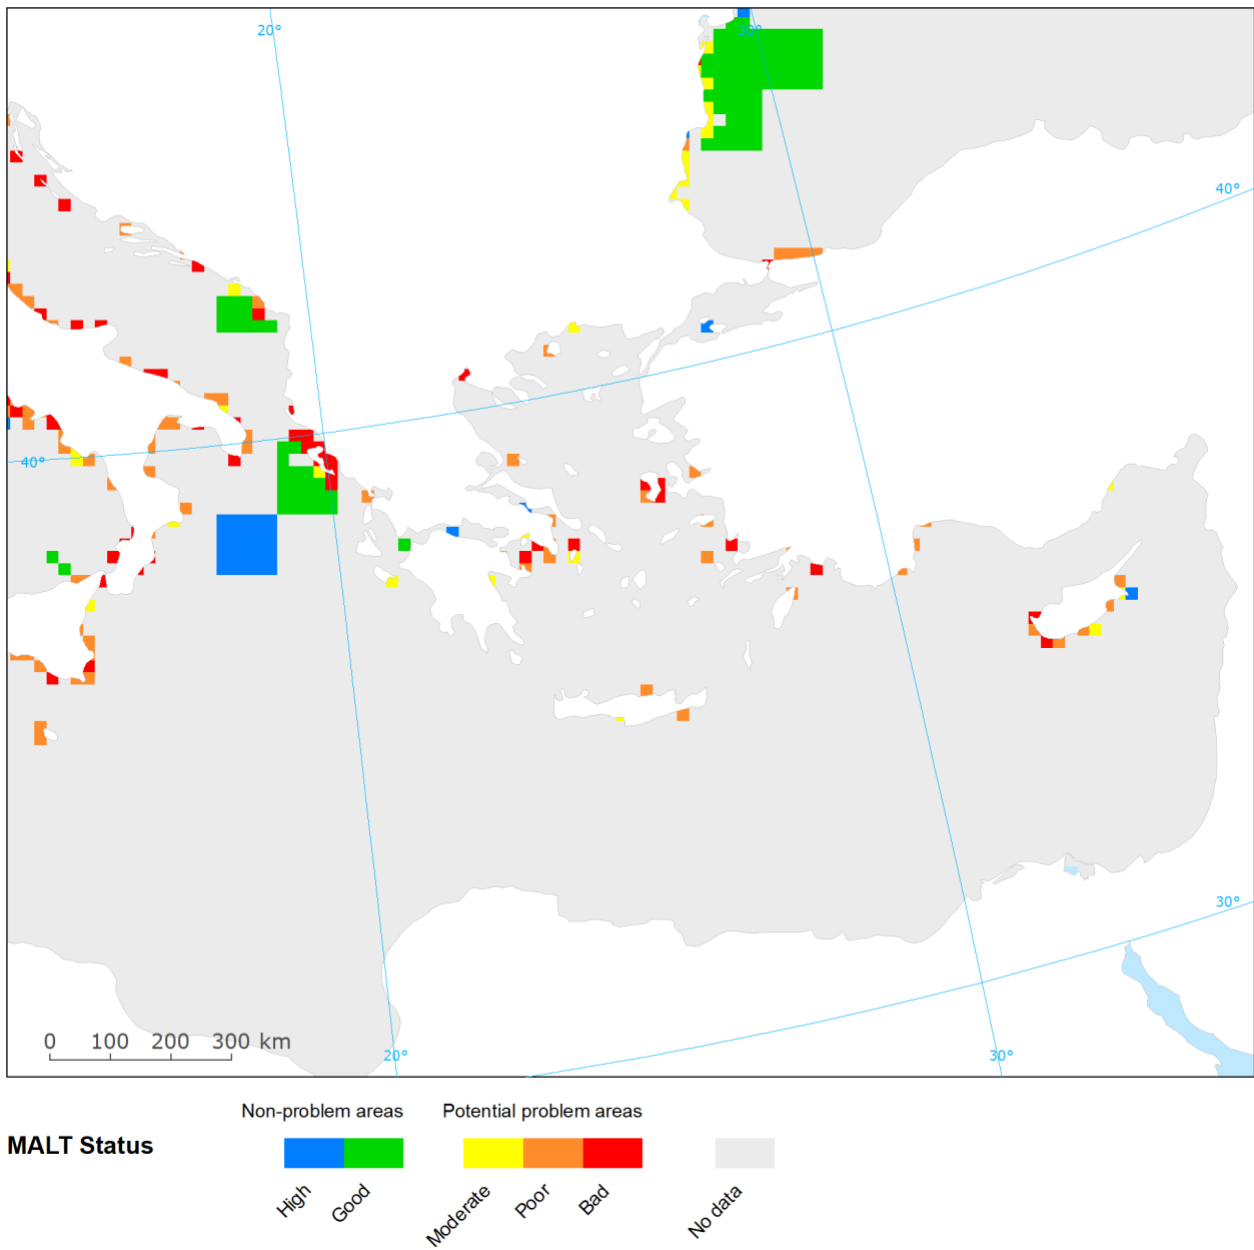 20°
30°
40°
40°
30°
0 100 200 300 km
20°
30°
Non-problem areas
Potential problem areas
MALT Status
High
Good
Moderate
Poor
Bad
No data